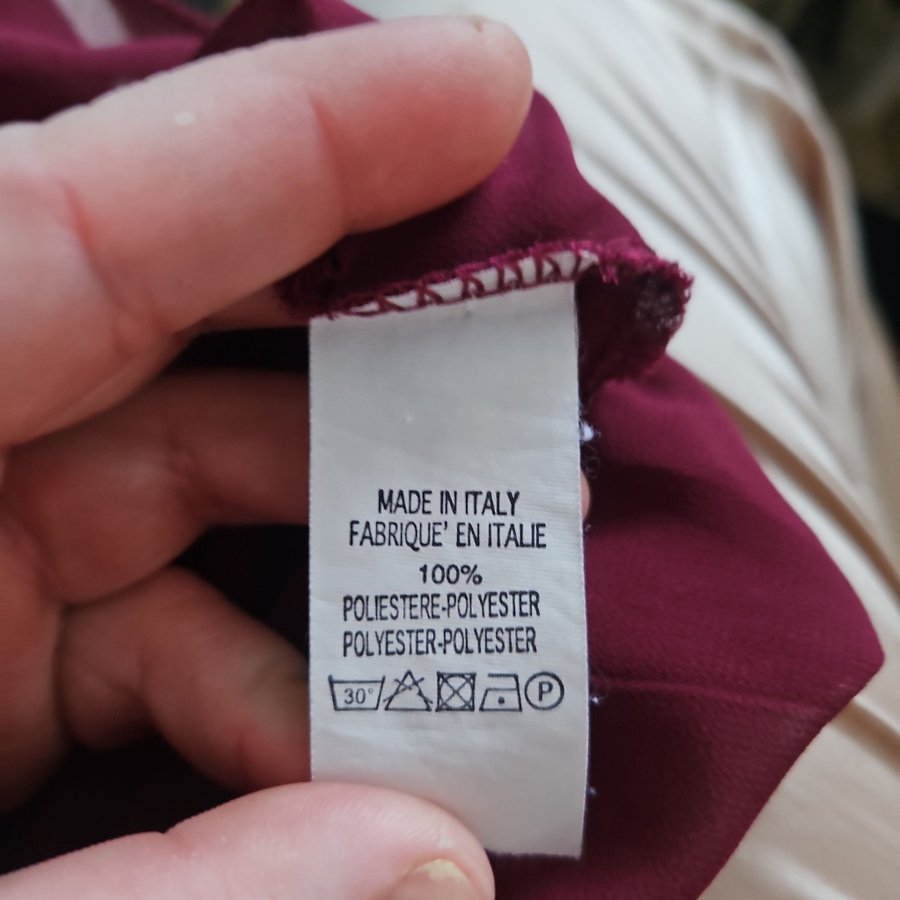 MADE IN ITALY
FABRIQUE' EN ITALIE
100%
POLIESTERE-POLYESTER
POLYESTER-POLYESTER
30° P